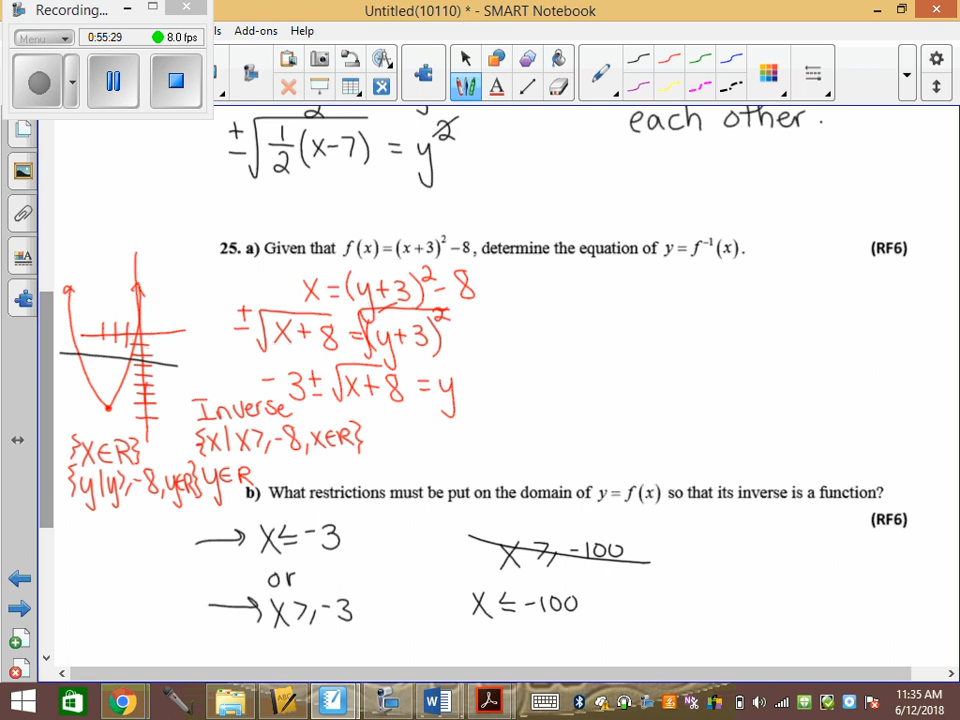 Recording...
Untitled(10110) * - SMART Notebook
Menu
0:55:29
8.0 fps
ls Add-ons Help
2
± √(1/2 (x-7)) = y²
each other.
25. a) Given that f(x)=(x+3)²−8, determine the equation of y=f⁻¹(x). (RF6)
x=(y+3)²-8
±√(x+8) = √((y+3)²)
-3±√(x+8) = y
Inverse
{x|x≥,-8,x∈R}
{x∈R}
{y|y≥,-8,y∈R} y∈R
b) What restrictions must be put on the domain of y=f(x) so that its inverse is a function?
(RF6)
→ x≤-3
x≥,-100
or
→ x≥,-3
x≤-100
11:35 AM
6/12/2018